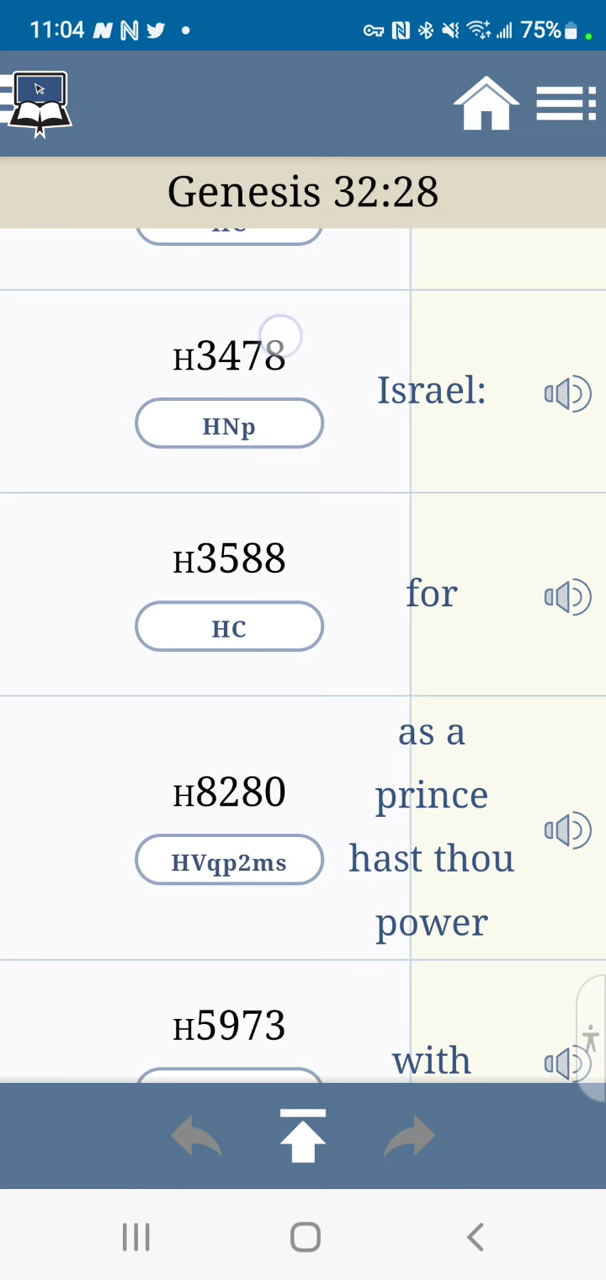 11:04 75%
Genesis 32:28
H3478
HNp
Israel:
H3588
HC
for
H8280
HVqp2ms
as a
prince
hast thou
power
H5973
with